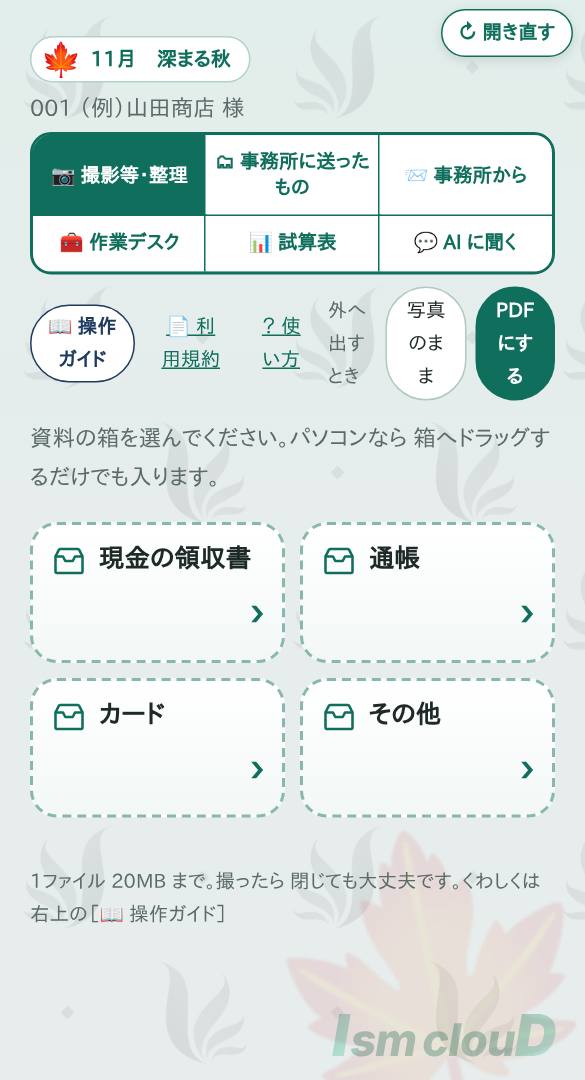 開き直す
11月 深まる秋
001 (例)山田商店 様
撮影等・整理
事務所に送った
もの
事務所から
作業デスク
試算表
AI に聞く
操作
ガイド
利
用規約
? 使
い方
外へ
出す
とき
写真
のま
ま
PDF
にす
る
資料の箱を選んでください。パソコンなら 箱へドラッグす
るだけでも入ります。
現金の領収書
通帳
カード
その他
1ファイル 20MB まで。撮ったら 閉じても大丈夫です。くわしくは
右上の[📖 操作ガイド]
Ism clouD